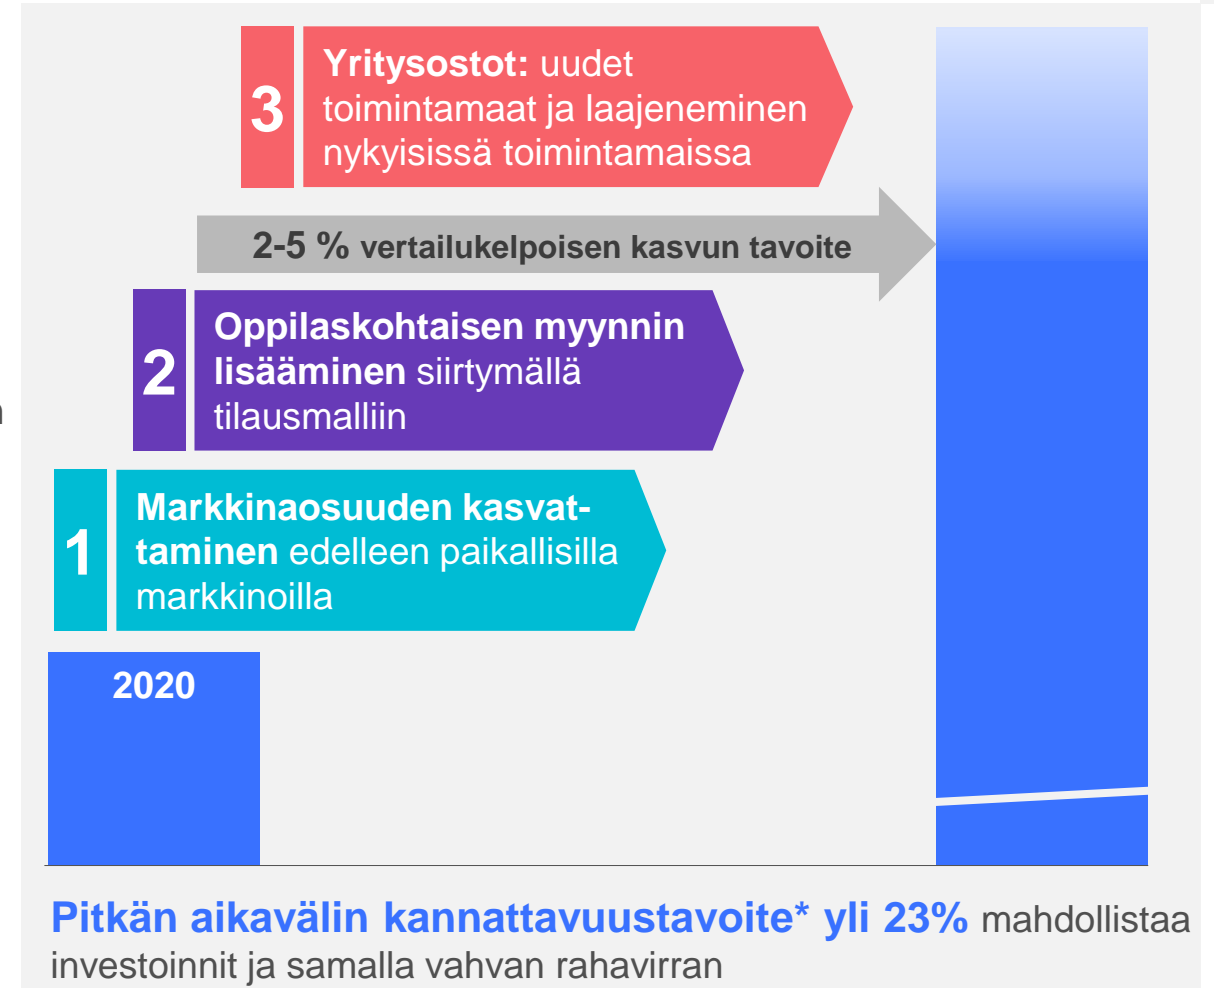 3
Yritysostot: uudet
toimintamaat ja laajeneminen
nykyisissä toimintamaissa
2-5 % vertailukelpoisen kasvun tavoite
2
Oppilaskohtaisen myynnin
lisääminen siirtymällä
tilausmalliin
1
Markkinaosuuden kasvat-
taminen edelleen paikallisilla
markkinoilla
2020
Pitkän aikavälin kannattavuustavoite* yli 23% mahdollistaa
investoinnit ja samalla vahvan rahavirran